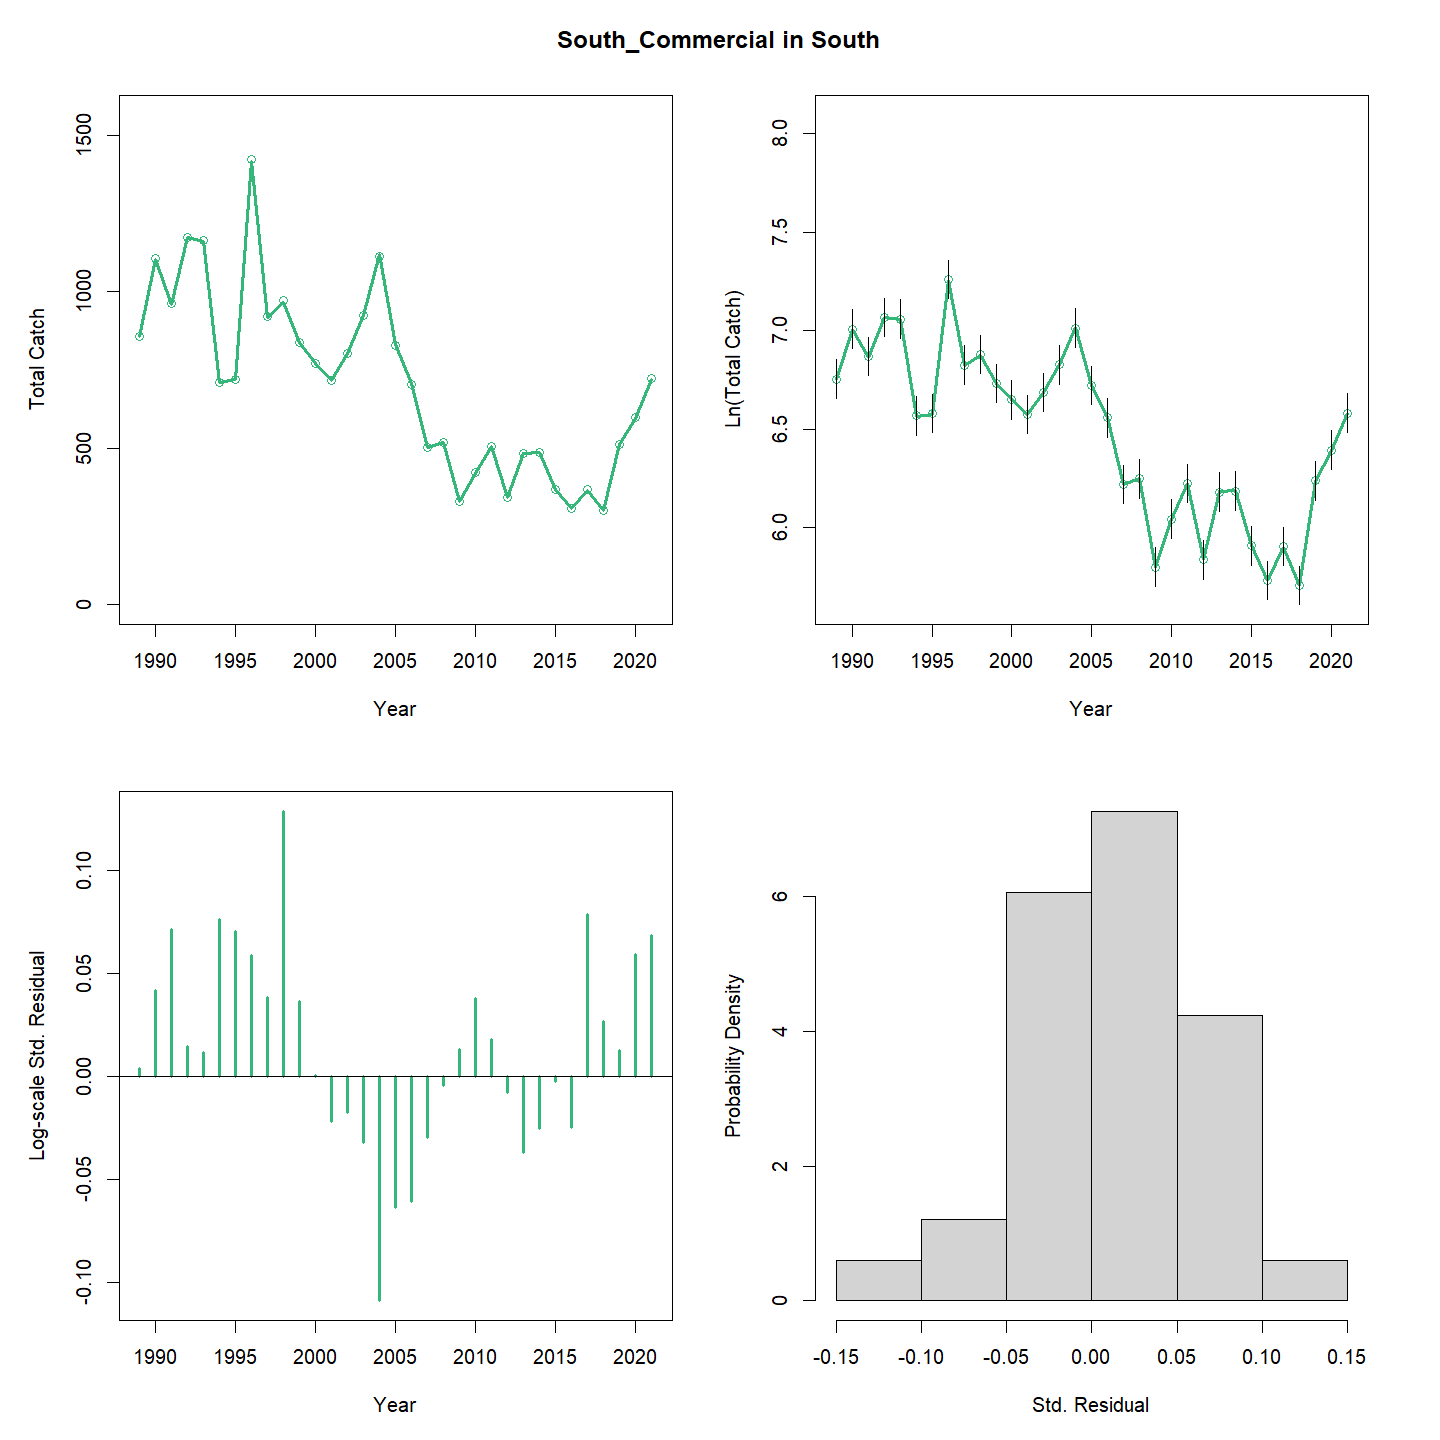 South_Commercial in South
Total Catch
1500
1000
500
0
1990 1995 2000 2005 2010 2015 2020
Year
Ln(Total Catch)
8.0
7.5
7.0
6.5
6.0
1990 1995 2000 2005 2010 2015 2020
Year
Log-scale Std. Residual
0.10
0.05
0.00
-0.05
-0.10
1990 1995 2000 2005 2010 2015 2020
Year
Probability Density
6
4
2
0
-0.15 -0.10 -0.05 0.00 0.05 0.10 0.15
Std. Residual